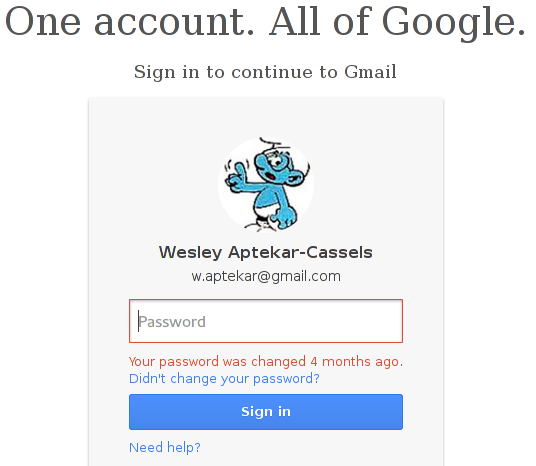 One account. All of Google.
Sign in to continue to Gmail
Wesley Aptekar-Cassels
w.aptekar@gmail.com
Password
Your password was changed 4 months ago.
Didn't change your password?
Sign in
Need help?